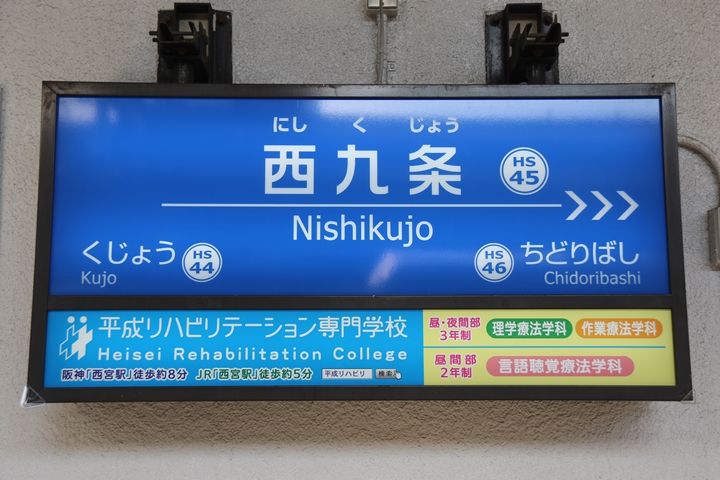 にし く じょう
西九条
HS
45
Nishikujo
くじょう
Kujo
HS
44
HS
46
ちどりばし
Chidoribashi
平成リハビリテーション専門学校
Heisei Rehabilitation College
阪神「西宮駅」徒歩約8分 JR「西宮駅」徒歩約5分 平成リハビリ 検索
昼・夜間部
3年制
理学療法学科 作業療法学科
昼間部
2年制
言語聴覚療法学科